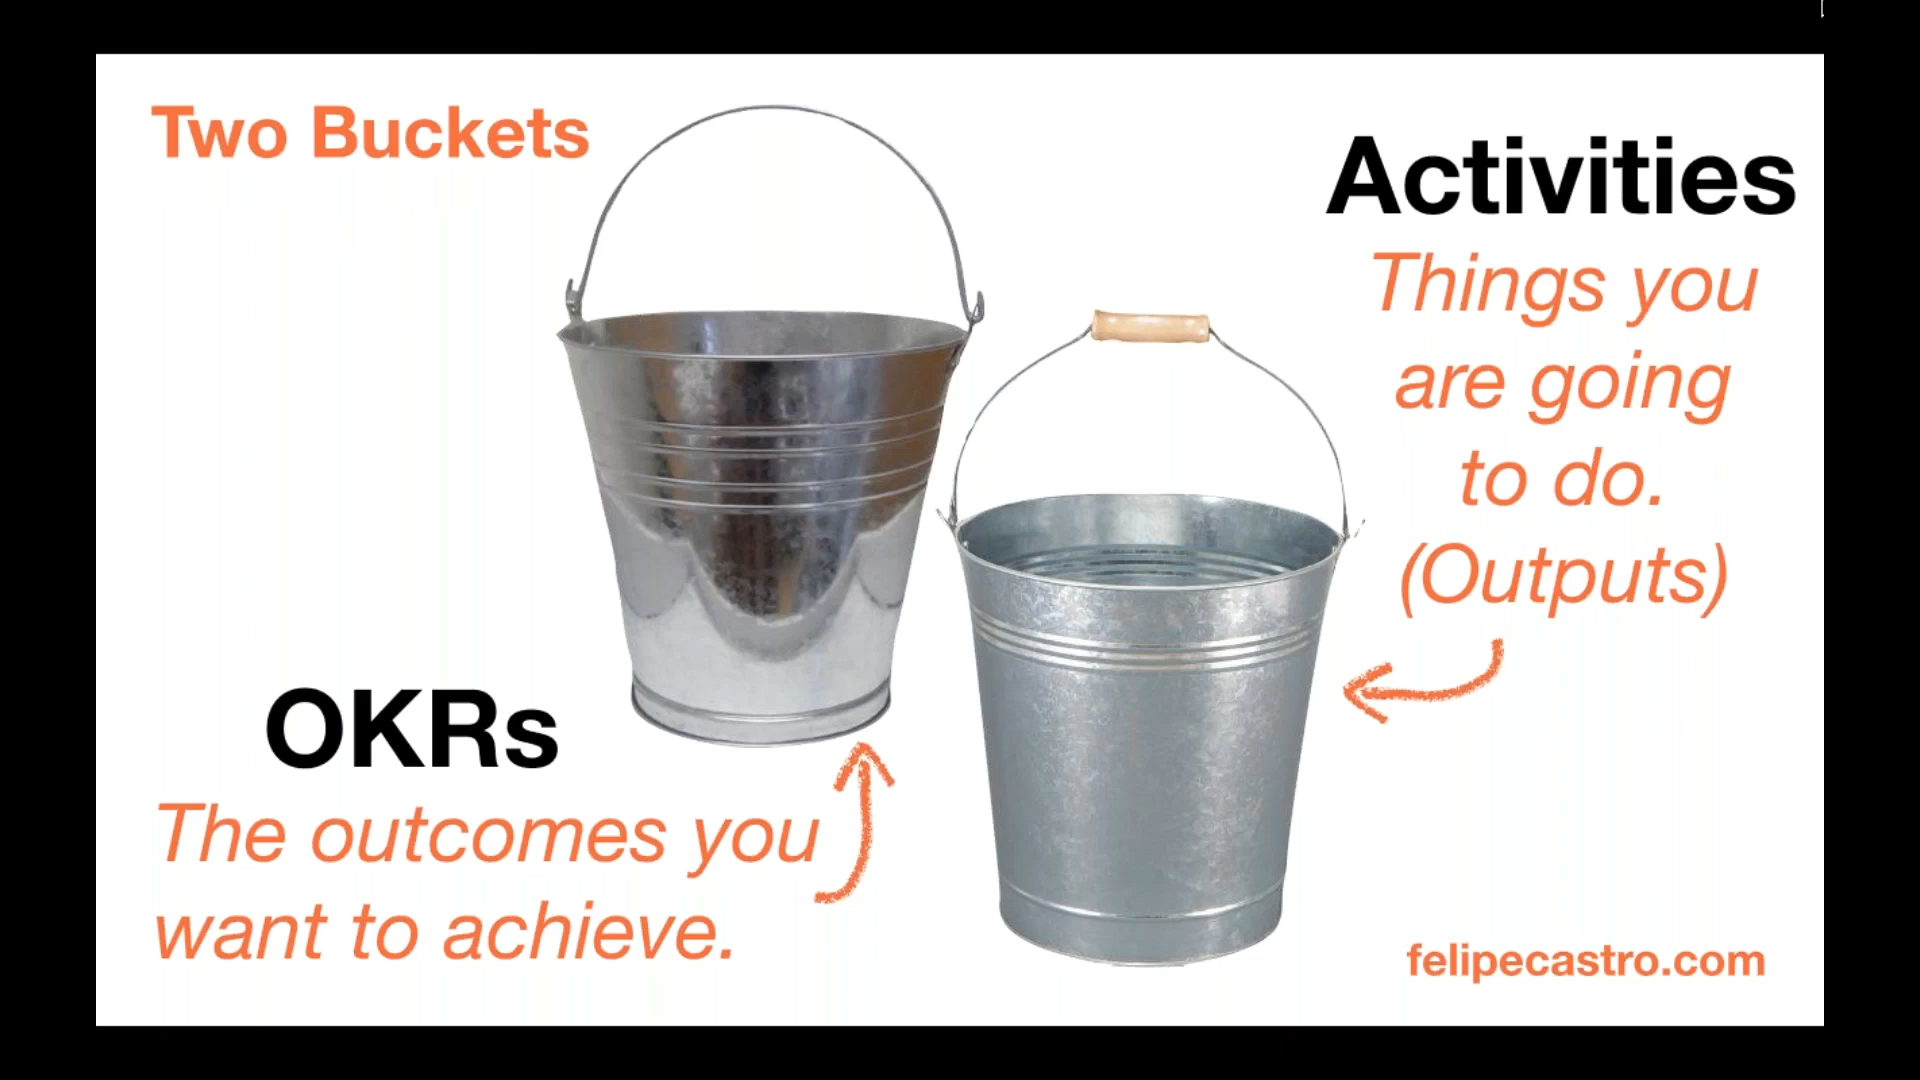 Two Buckets
Activities
Things you
are going
to do.
(Outputs)
OKRs
The outcomes you
want to achieve.
felipecastro.com